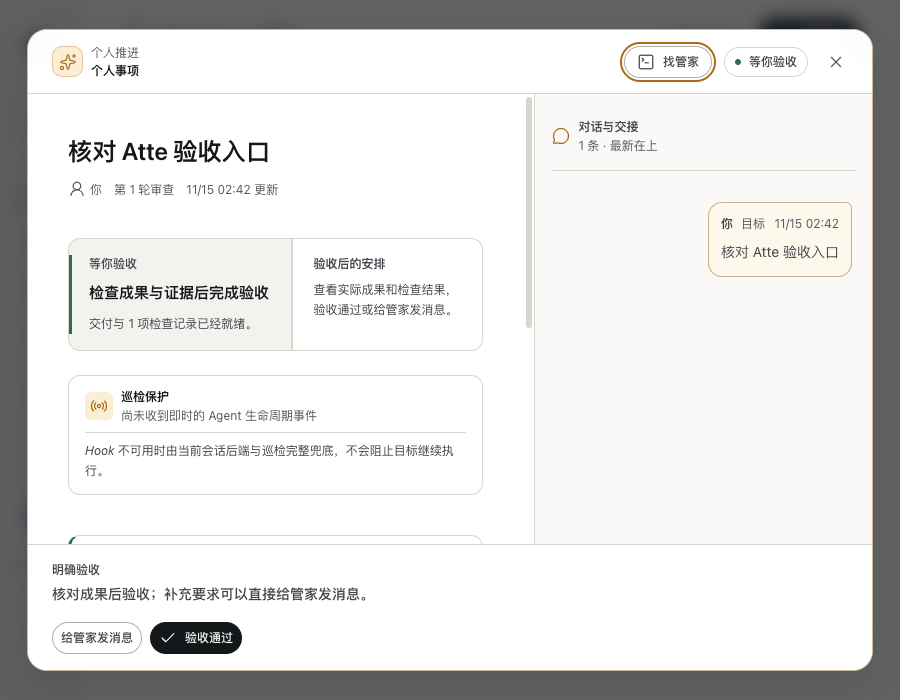 个人推进
个人事项
找管家
等你验收
核对 Atte 验收入口
你 第 1 轮审查 11/15 02:42 更新
等你验收
检查成果与证据后完成验收
交付与 1 项检查记录已经就绪。
验收后的安排
查看实际成果和检查结果，
验收通过或给管家发消息。
巡检保护
尚未收到即时的 Agent 生命周期事件
Hook 不可用时由当前会话后端与巡检完整兜底，不会阻止目标继续执
行。
对话与交接
1 条 · 最新在上
你 目标 11/15 02:42
核对 Atte 验收入口
明确验收
核对成果后验收；补充要求可以直接给管家发消息。
给管家发消息
验收通过